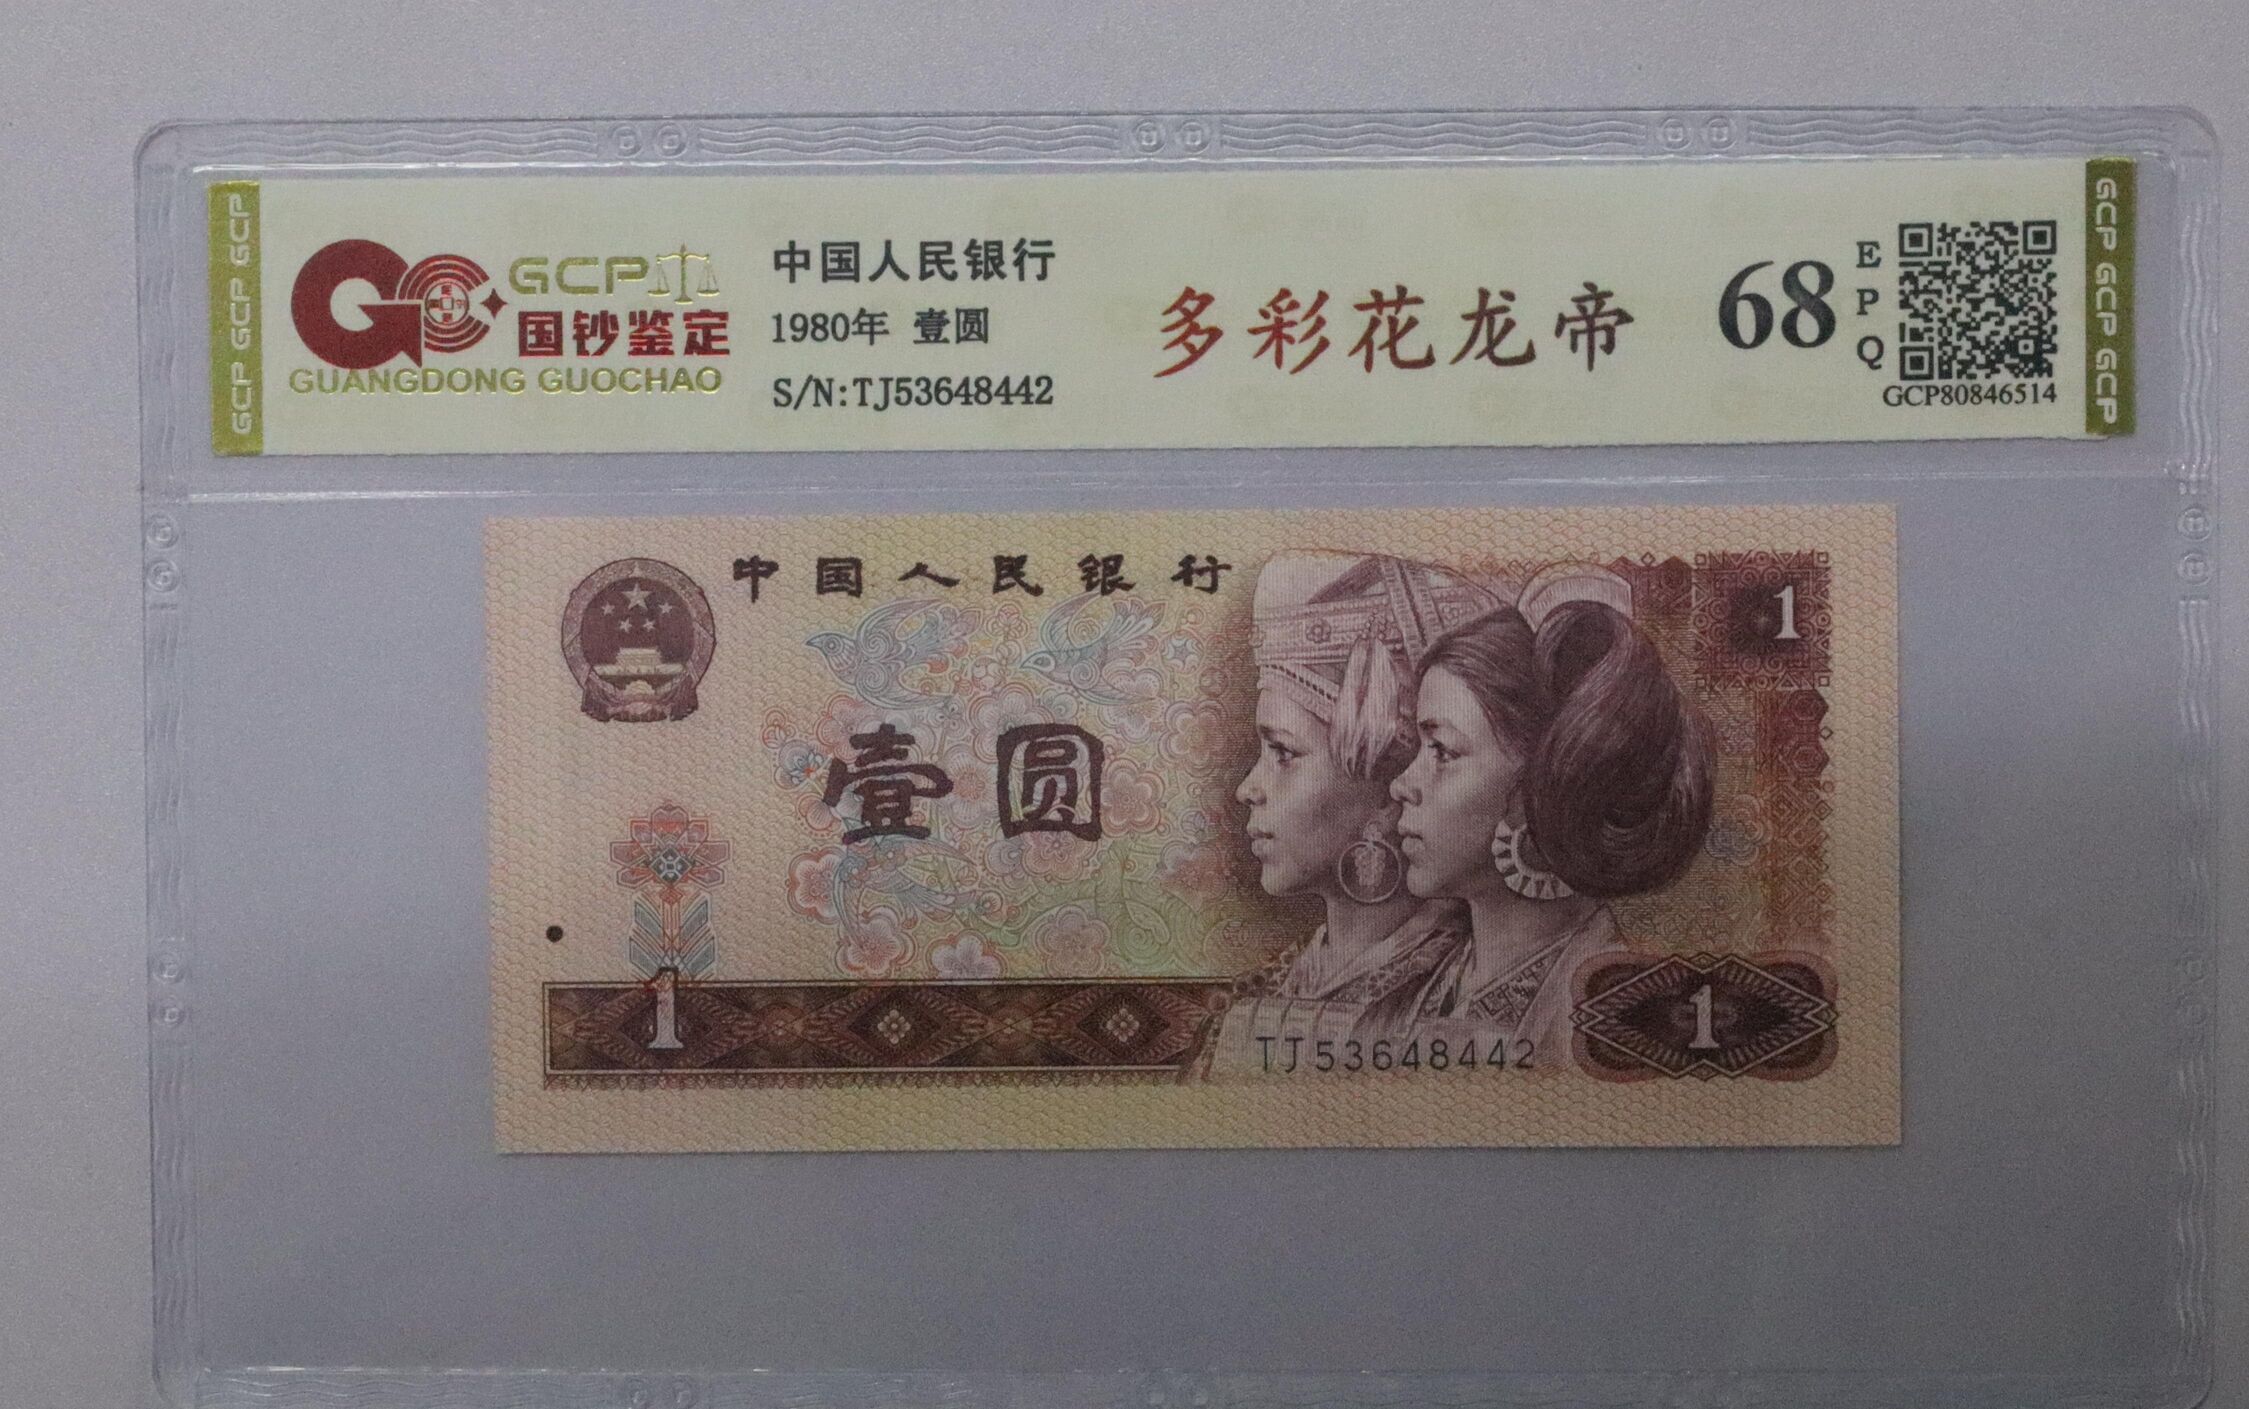 GCP GCP GCP
GCP
国钞鉴定
GUANGDONG GUOCHAO
中国人民银行
1980年 壹圆
S/N:TJ53648442
多彩花龙帝
68
EPQ
GCP80846514
GCP GCP GCP
中国人民银行
1
壹圆
1
1
TJ53648442